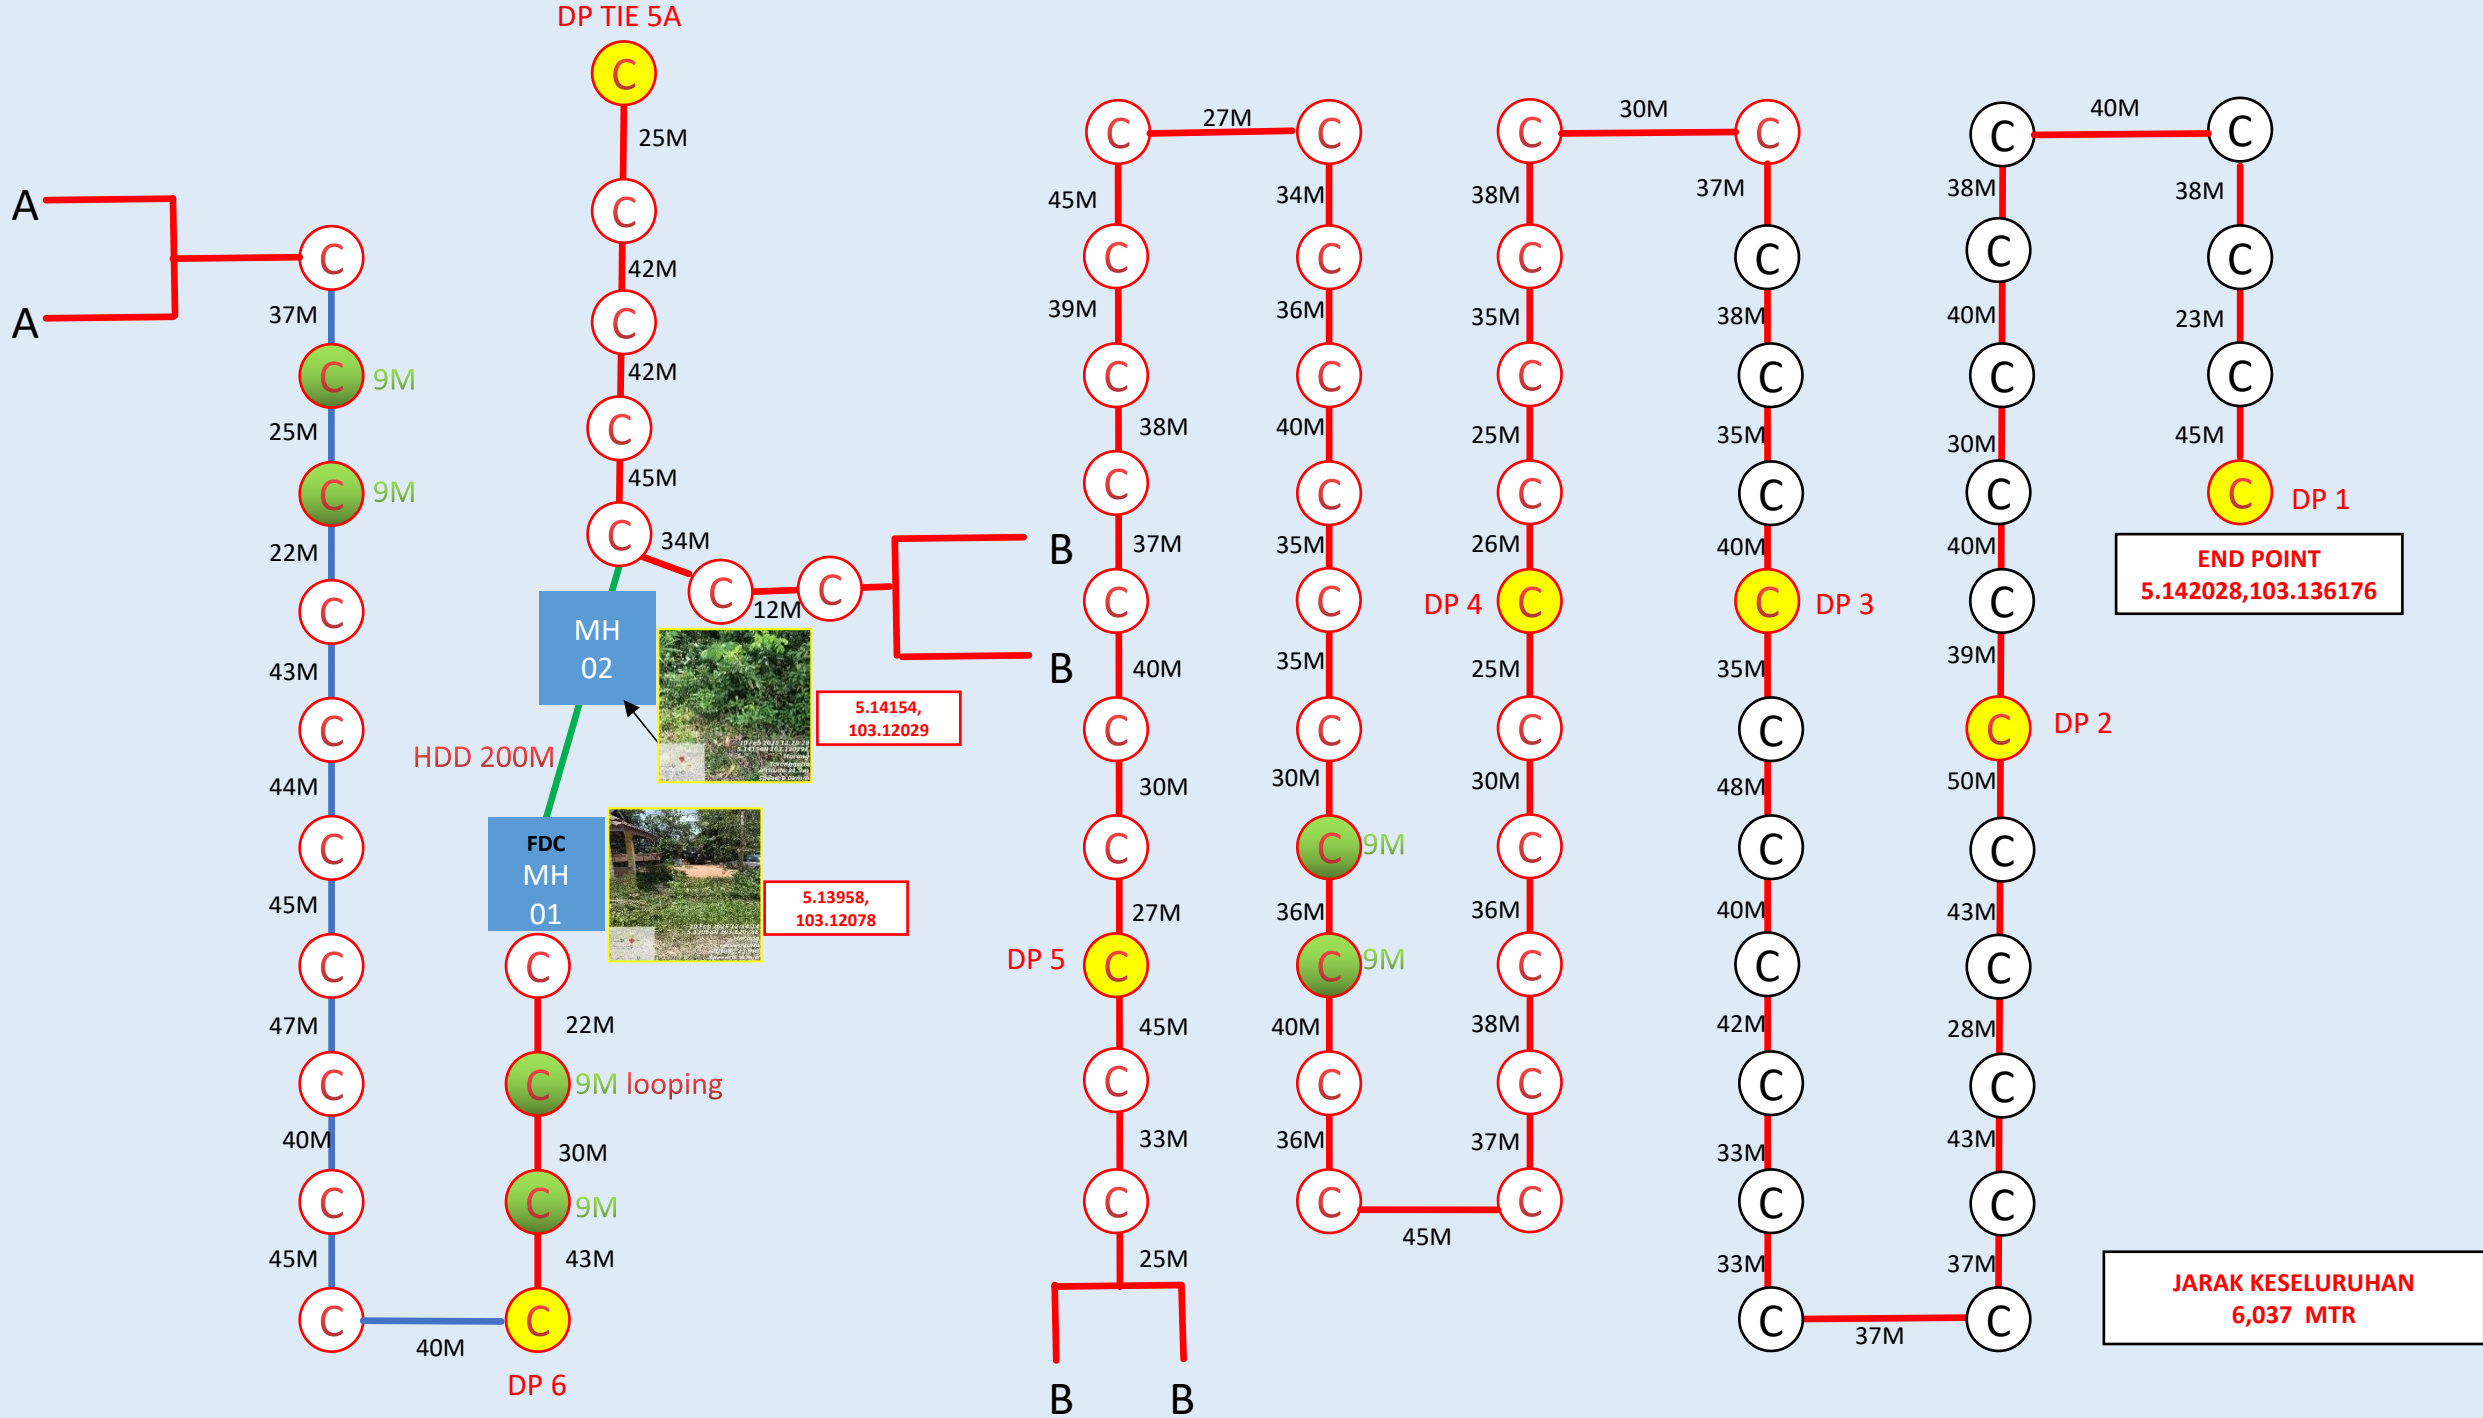 DP TIE 5A
C
25M
C
42M
C
42M
C
45M
C
34M
C
12M
C
B
B
A
A
C
37M
C 9M
25M
C 9M
22M
C
43M
C
44M
C
45M
C
47M
C
40M
C
45M
C
40M
MH
02
5.14154,
103.12029
HDD 200M
FDC
MH
01
5.13958,
103.12078
C
22M
C 9M looping
30M
C 9M
43M
C
DP 6
C
27M
45M
C
39M
C
38M
C
37M
C
40M
C
30M
C
27M
DP 5 C
45M
C
33M
C
25M
B B
C
34M
C
36M
C
40M
C
35M
C
35M
C
30M
C 9M
36M
C 9M
40M
C
36M
C
45M
C
30M
38M
C
35M
C
25M
C
26M
DP 4 C
25M
C
30M
C
36M
C
38M
C
37M
C
C
37M
C
38M
C
35M
C
40M
C DP 3
35M
C
48M
C
40M
C
42M
C
33M
C
33M
C
37M
C
40M
38M
C
40M
C
30M
C
40M
C
39M
C DP 2
50M
C
43M
C
28M
C
43M
C
37M
C
C
38M
C
23M
C
45M
C DP 1
END POINT
5.142028,103.136176
JARAK KESELURUHAN
6,037 MTR